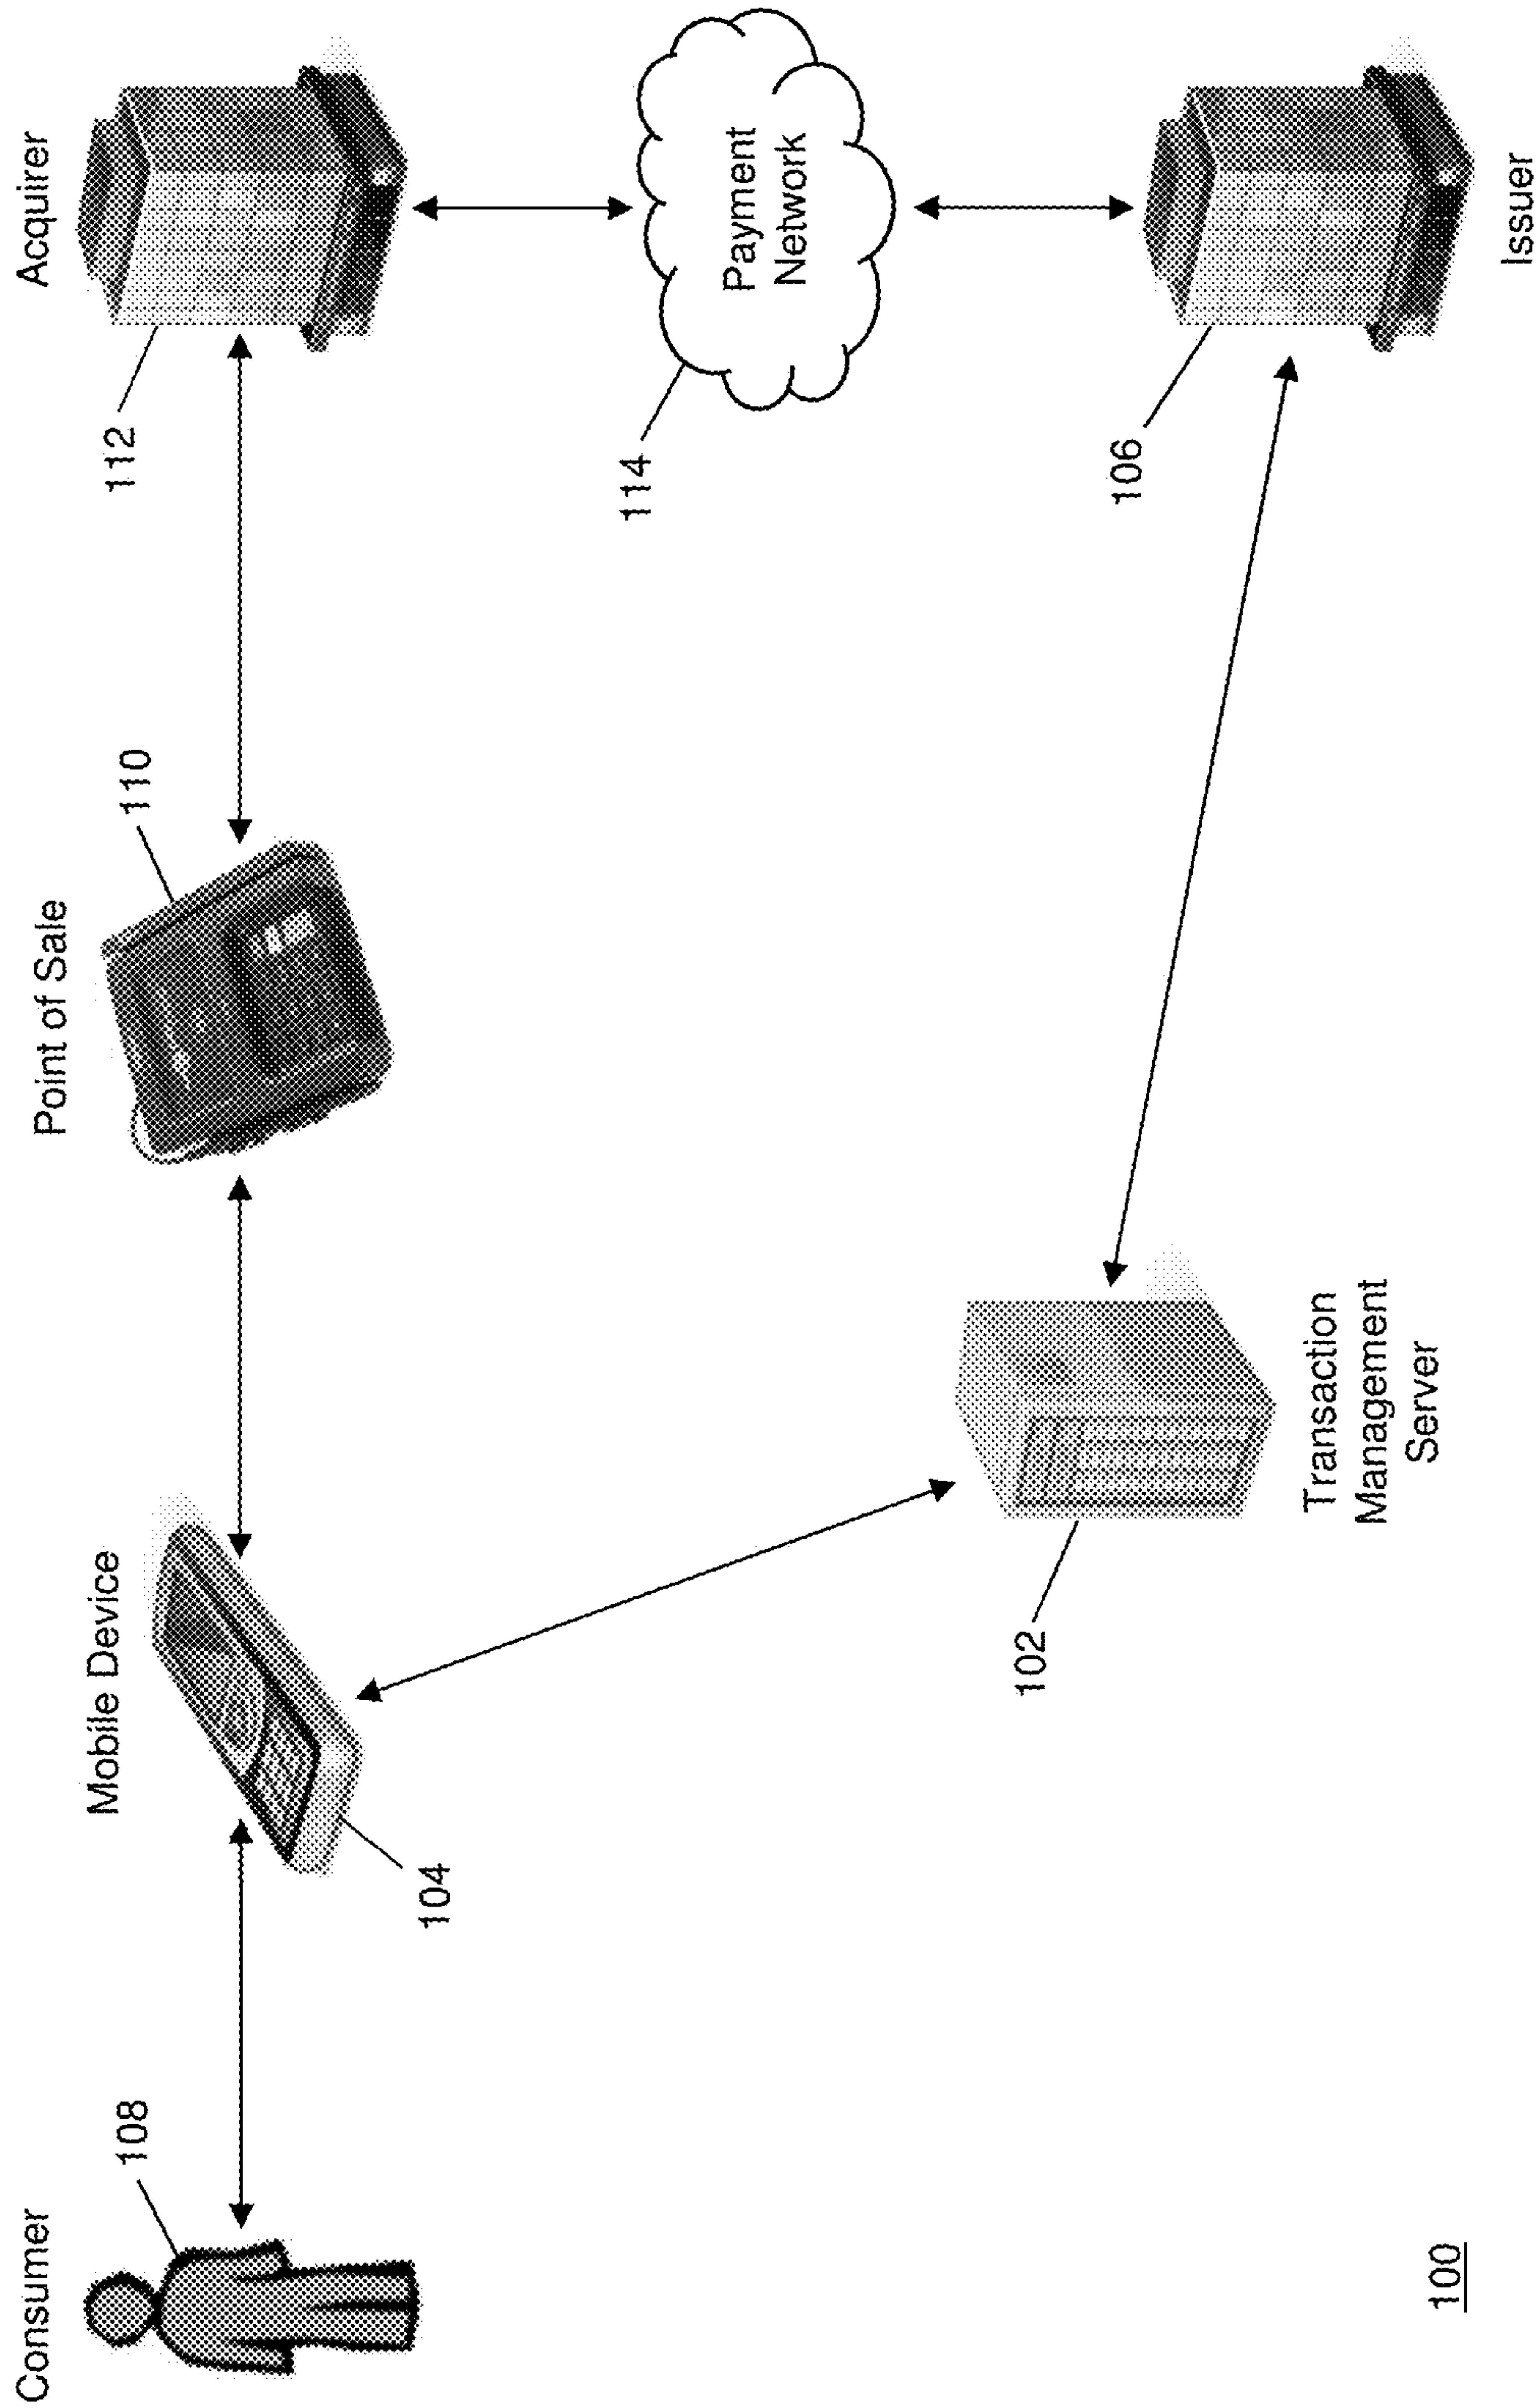 Consumer
108
Mobile Device
104
Point of Sale
110
Acquirer
112
Payment
Network
114
102
Transaction
Management
Server
106
Issuer
100